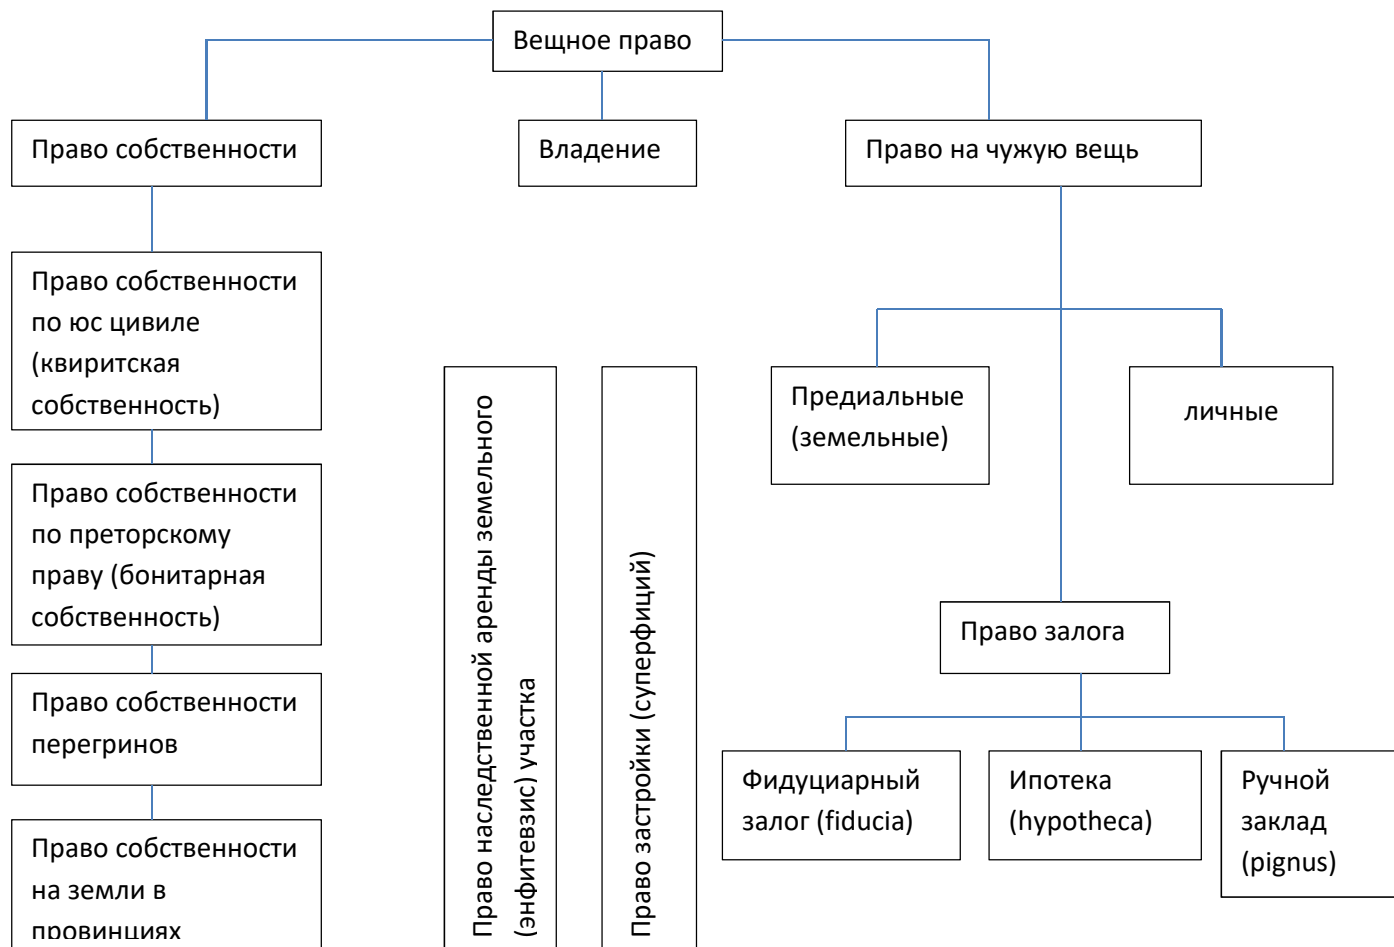 Вещное право
Право собственности
Владение
Право на чужую вещь
Право собственности
по юс цивиле
(квиритская
собственность)
Право собственности
по преторскому
праву (бонитарная
собственность)
Право собственности
перегринов
Право собственности
на земли в
провинциях
Право наследственной аренды земельного
(энфитевзис) участка
Право застройки (суперфиций)
Предиальные
(земельные)
личные
Право залога
Фидуциарный
залог (fiducia)
Ипотека
(hypotheca)
Ручной
заклад
(pignus)